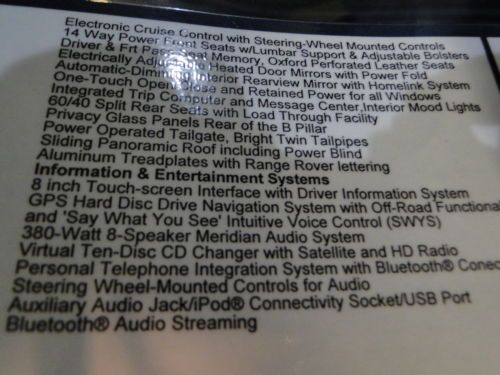 Electronic Cruise Control with Steering-Wheel Mounted Controls
14 Way Power Front Seats w/Lumbar Support & Adjustable Bolsters
Driver & Frt Passenger Seat Memory, Oxford Perforated Leather Seats
Electrically Adjustable Heated Door Mirrors with Power Fold
Automatic-Dimming Interior Rearview Mirror with Homelink System
One-Touch Open/Close and Retained Power for all Windows
Integrated Trip Computer and Message Center,Interior Mood Lights
60/40 Split Rear Seats with Load Through Facility
Privacy Glass Panels Rear of the B Pillar
Power Operated Tailgate, Bright Twin Tailpipes
Sliding Panoramic Roof including Power Blind
Aluminum Treadplates with Range Rover lettering
Information & Entertainment Systems
8 inch Touch-screen Interface with Driver Information System
GPS Hard Disc Drive Navigation System with Off-Road Functional
and 'Say What You See' Intuitive Voice Control (SWYS)
380-Watt 8-Speaker Meridian Audio System
Virtual Ten-Disc CD Changer with Satellite and HD Radio
Personal Telephone Integration System with Bluetooth® Conec
Steering Wheel-Mounted Controls for Audio
Auxiliary Audio Jack/iPod® Connectivity Socket/USB Port
Bluetooth® Audio Streaming